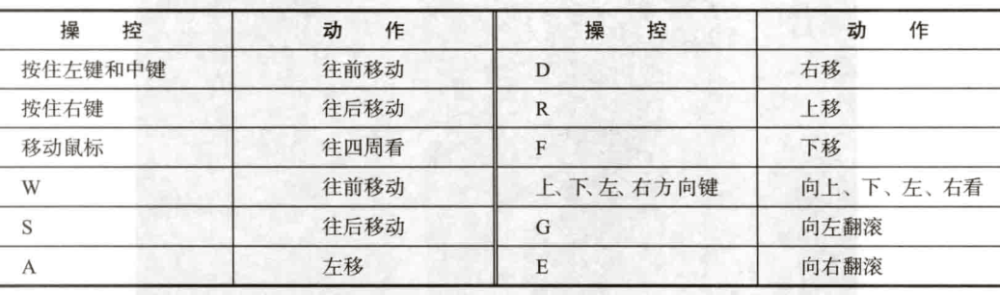 操 控 动 作 操 控 动 作
按住左键和中键 往前移动 D 右移
按住右键 往后移动 R 上移
移动鼠标 往四周看 F 下移
W 往前移动 上、下、左、右方向键 向上、下、左、右看
S 往后移动 G 向左翻滚
A 左移 E 向右翻滚